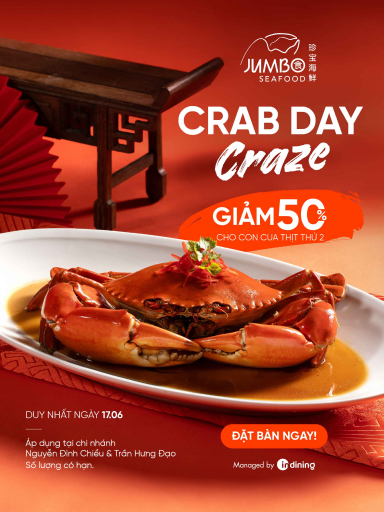 JUMBO
SEAFOOD
珍宝海鲜
CRAB DAY
Craze
GIẢM 50%
CHO CON CUA THỊT THỨ 2
DUY NHẤT NGÀY 17.06
Áp dụng tại chi nhánh
Nguyễn Đình Chiểu & Trần Hưng Đạo
Số lượng có hạn.
ĐẶT BÀN NGAY!
Managed by dining